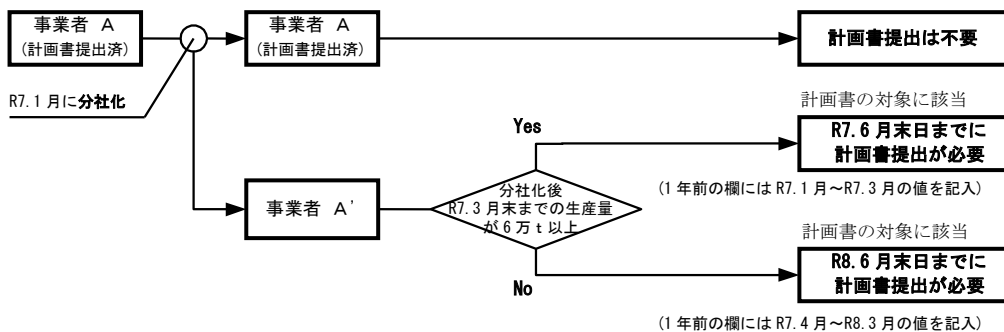 事業者 A
(計画書提出済)
事業者 A
(計画書提出済)
計画書提出は不要
R7.1月に分社化
計画書の対象に該当
Yes
R7.6月末日までに
計画書提出が必要
(1年前の欄には R7.1月～R7.3月の値を記入)
事業者 A'
分社化後
R7.3月末までの生産量
が6万t以上
計画書の対象に該当
No
R8.6月末日までに
計画書提出が必要
(1年前の欄には R7.4月～R8.3月の値を記入)